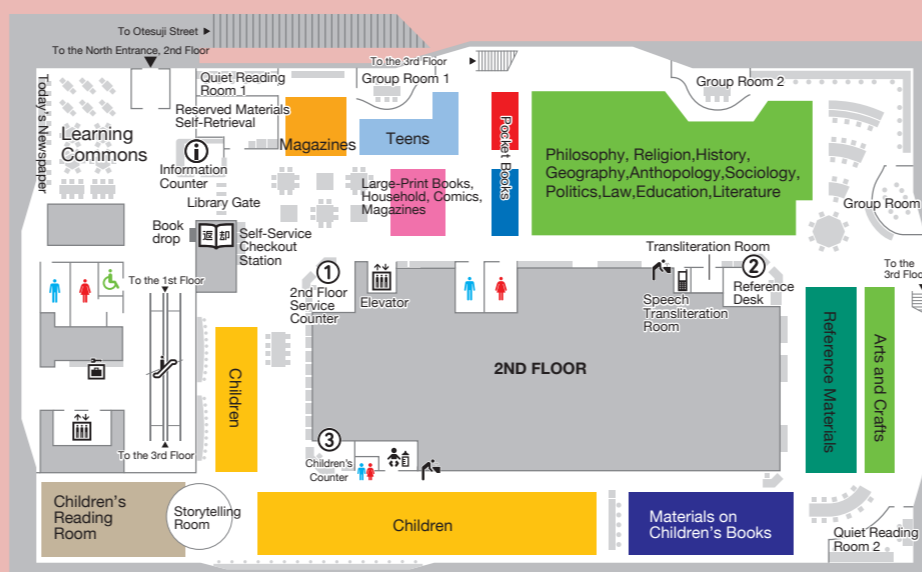 To Otesuji Street
To the North Entrance, 2nd Floor
To the 3rd Floor
Today's Newspaper
Learning
Commons
Quiet Reading
Room 1
Reserved Materials
Self-Retrieval
Information
Counter
Library Gate
Book
drop
返却
Self-Service
Checkout
Station
Magazines
Group Room 1
Teens
Large-Print Books,
Household, Comics,
Magazines
Pocket Books
Philosophy, Religion,History,
Geography,Anthopology,Sociology,
Politics,Law,Education,Literature
Group Room 2
Group Room
To the
3rd Floo
To the 1st Floor
1
2nd Floor
Service
Counter
Elevator
Transliteration Room
Speech
Transliteration
Room
2
Reference
Desk
2ND FLOOR
Reference Materials
Arts and Crafts
Children
To the 3rd Floor
3
Children's
Counter
Children's
Reading
Room
Storytelling
Room
Children
Materials on
Children's Books
Quiet Reading
Room 2